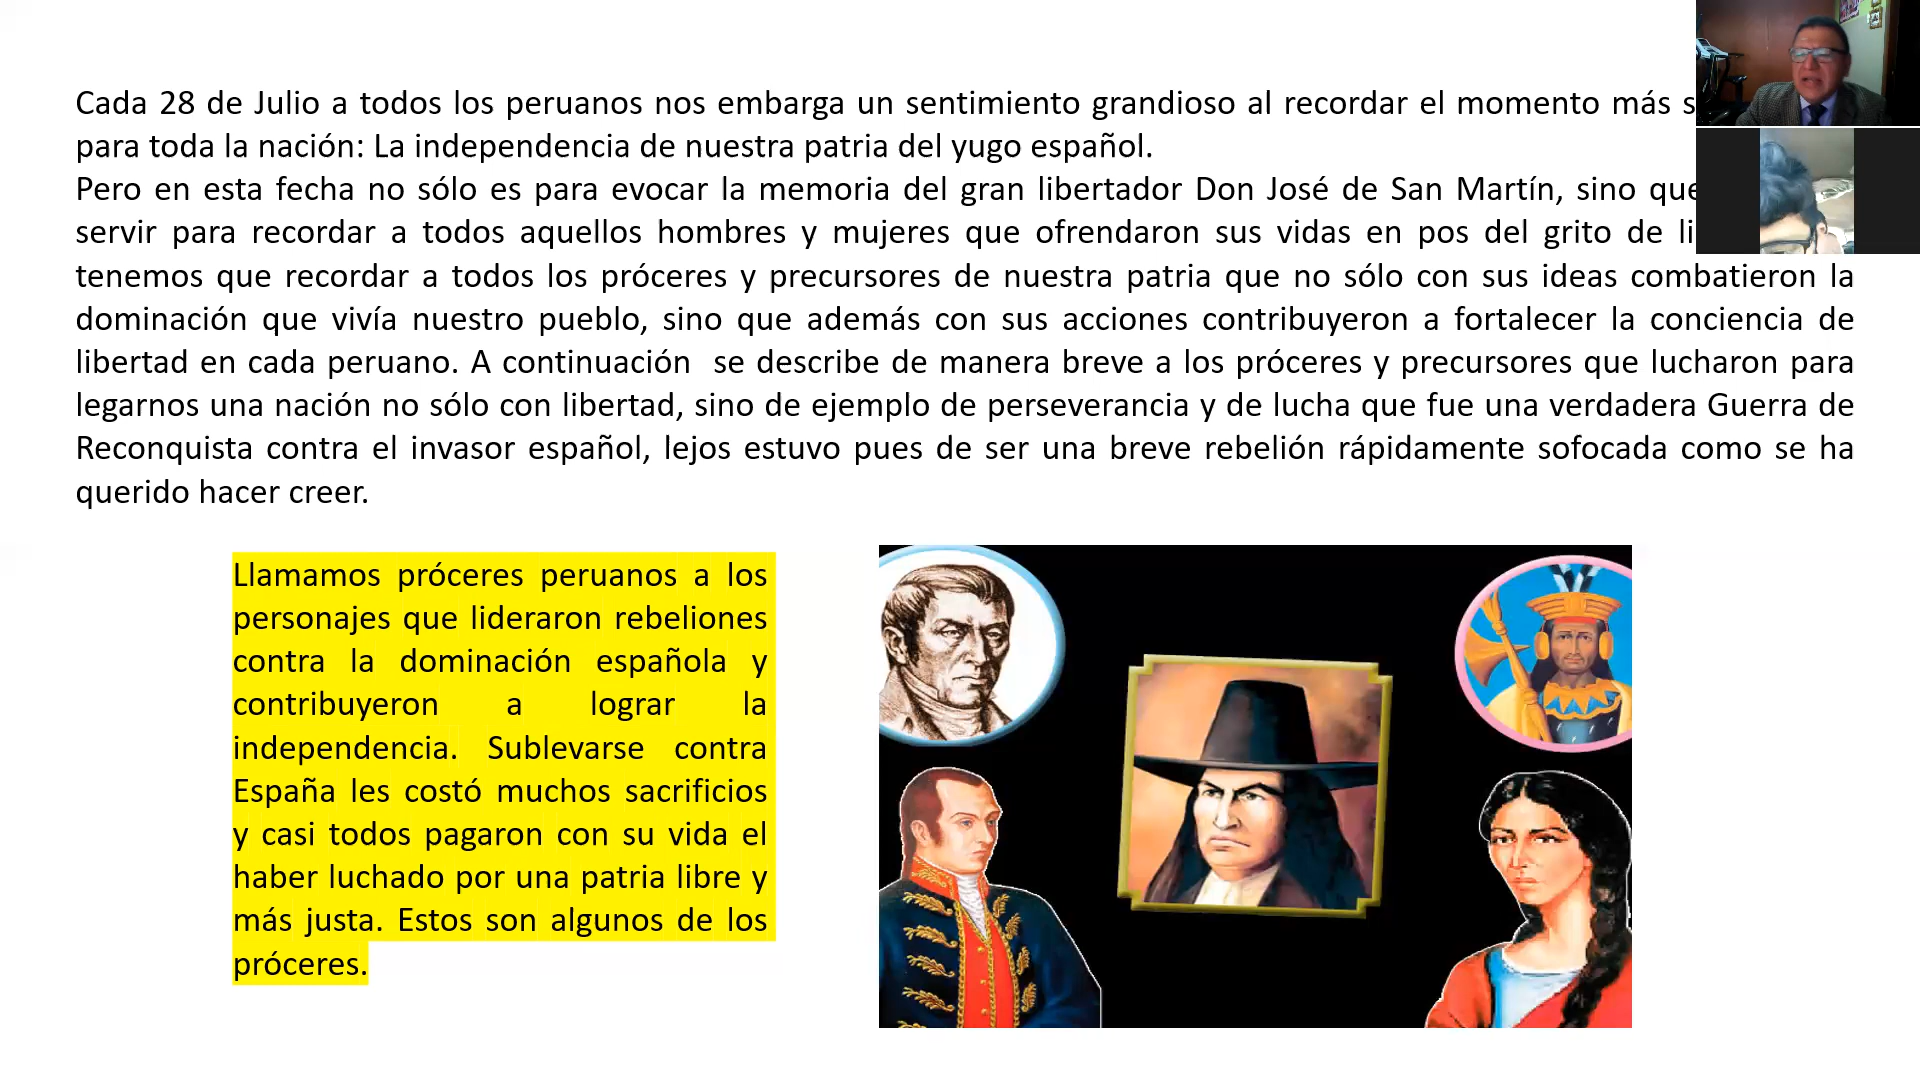 Cada 28 de Julio a todos los peruanos nos embarga un sentimiento grandioso al recordar el momento más
para toda la nación: La independencia de nuestra patria del yugo español.
Pero en esta fecha no sólo es para evocar la memoria del gran libertador Don José de San Martín, sino que
servir para recordar a todos aquellos hombres y mujeres que ofrendaron sus vidas en pos del grito de
tenemos que recordar a todos los próceres y precursores de nuestra patria que no sólo con sus ideas combatieron la
dominación que vivía nuestro pueblo, sino que además con sus acciones contribuyeron a fortalecer la conciencia de
libertad en cada peruano. A continuación  se describe de manera breve a los próceres y precursores que lucharon para
legarnos una nación no sólo con libertad, sino de ejemplo de perseverancia y de lucha que fue una verdadera Guerra de
Reconquista contra el invasor español, lejos estuvo pues de ser una breve rebelión rápidamente sofocada como se ha
querido hacer creer.
Llamamos próceres peruanos a los
personajes que lideraron rebeliones
contra la dominación española y
contribuyeron a lograr la
independencia. Sublevarse contra
España les costó muchos sacrificios
y casi todos pagaron con su vida el
haber luchado por una patria libre y
más justa. Estos son algunos de los
próceres.